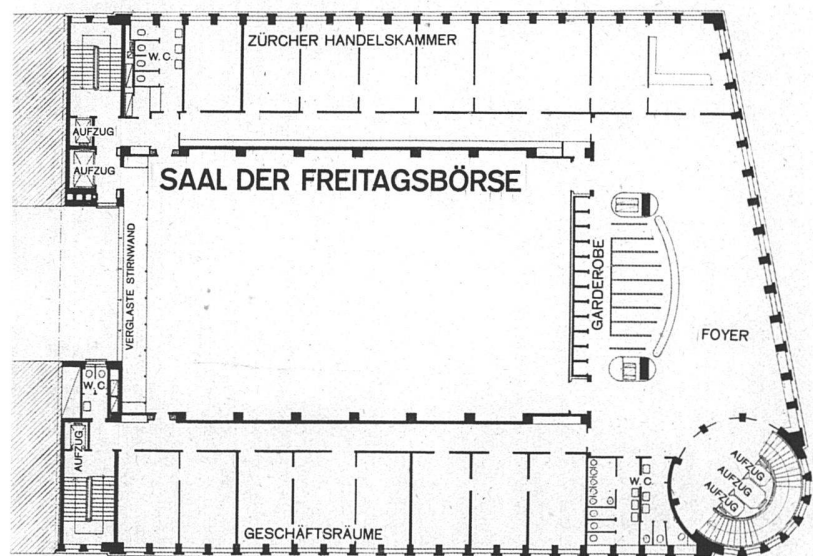 ZÜRCHER HANDELSKAMMER
W.C.
AUFZUG
AUFZUG
SAAL DER FREITAGSBÖRSE
VERGLASTE STIRNWAND
GARDEROBE
FOYER
W.C.
AUFZUG
GESCHÄFTSRÄUME
W.C.
AUFZUG
AUFZUG
AUFZUG